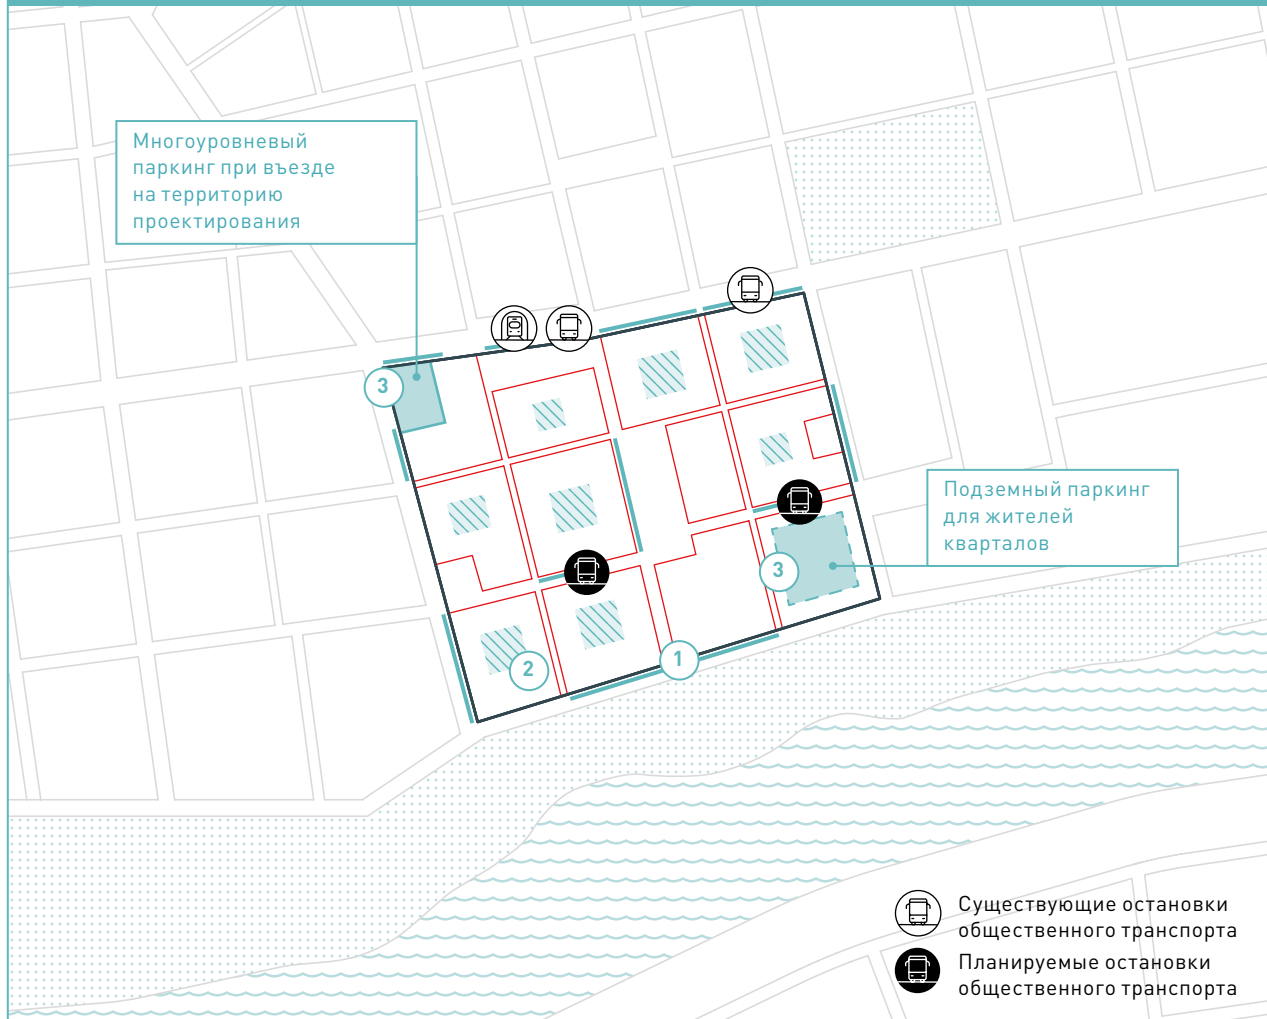 Многоуровневый
паркинг при въезде
на территорию
проектирования
3
Подземный паркинг
для жителей
кварталов
3
1
2
Существующие остановки
общественного транспорта
Планируемые остановки
общественного транспорта